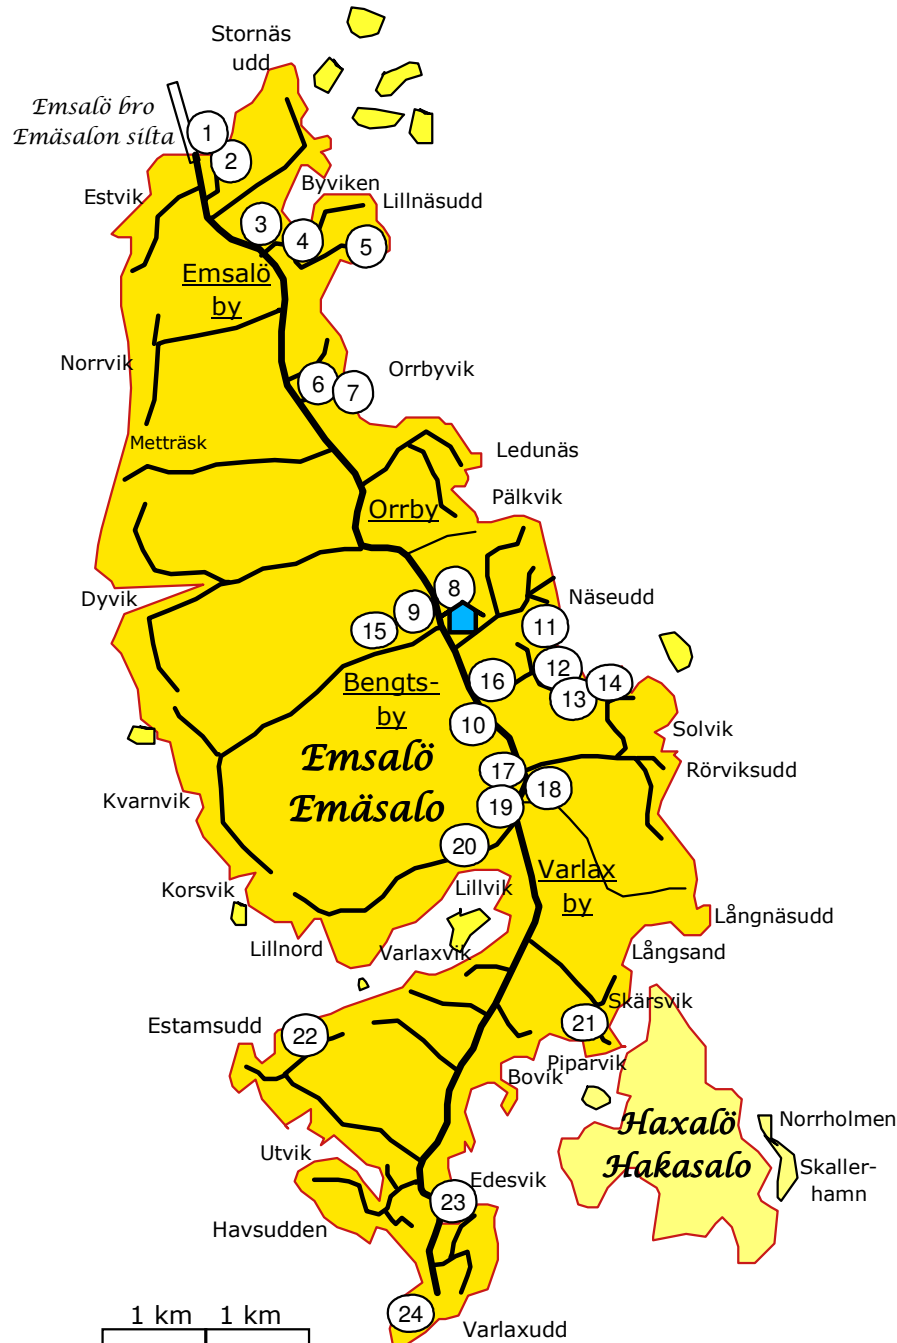 Stornäs
udd
Emsalö bro
Emäsalon silta
1
2
Byviken
Estvik
Lillnäsudd
3
4
5
Emsalö
by
Norrvik
Orrbyvik
6
7
Metträsk
Ledunäs
Pälkvik
Orrby
8
Dyvik
Näseudd
9
15
11
12
16
14
13
Bengts-
by
10
Solvik
Emsalö
Emäsalo
17
Rörviksudd
18
Kvarnvik
19
20
Varlax
by
Korsvik
Lillvik
Långnäsudd
Lillnord
Varlaxvik
Långsand
Skärsvik
Estamsudd
22
21
Piparvik
Bovik
Haxalö
Hakasalo
Norrholmen
Skaller-
hamn
Utvik
Edesvik
23
Havsudden
1 km
1 km
24
Varlaxudd